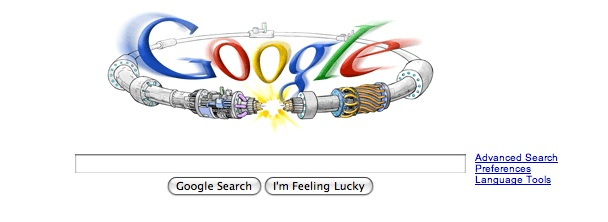 Google
Advanced Search
Preferences
Language Tools
Google Search
I'm Feeling Lucky